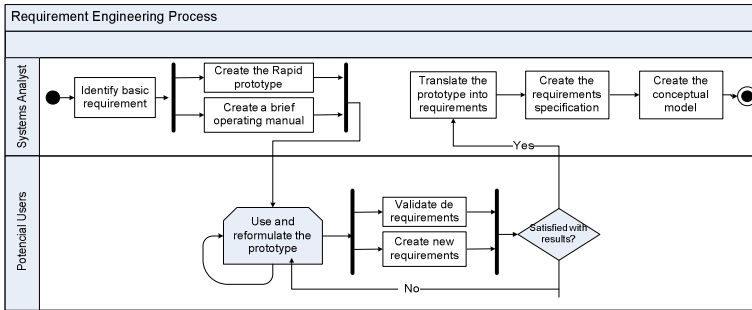 Requirement Engineering Process
Systems Analyst
Identify basic
requirement
Create the Rapid
prototype
Create a brief
operating manual
Translate the
prototype into
requirements
Create the
requirements
specification
Create the
conceptual
model
Yes
Potencial Users
Use and
reformulate the
prototype
Validate de
requirements
Create new
requirements
Satisfied with
results?
No